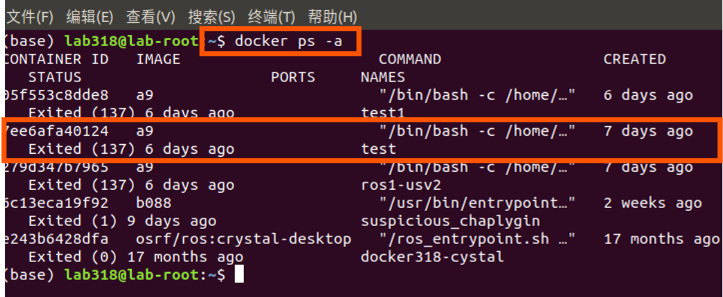 文件(F) 编辑(E) 查看(V) 搜索(S) 终端(T) 帮助(H)
(base) lab318@lab-root:~$ docker ps -a
CONTAINER ID IMAGE COMMAND CREATED
STATUS PORTS NAMES
05f553c8dde8 a9 "/bin/bash -c /home/…" 6 days ago
Exited (137) 6 days ago test1
7ee6afa40124 a9 "/bin/bash -c /home/…" 7 days ago
Exited (137) 6 days ago test
279d347b7965 a9 "/bin/bash -c /home/…" 7 days ago
Exited (137) 6 days ago ros1-usv2
6c13eca19f92 b088 "/usr/bin/entrypoint…" 2 weeks ago
Exited (1) 9 days ago suspicious_chaplygin
e243b6428dfa osrf/ros:crystal-desktop "/ros_entrypoint.sh …" 17 months ago
Exited (0) 17 months ago docker318-cystal
(base) lab318@lab-root:~$